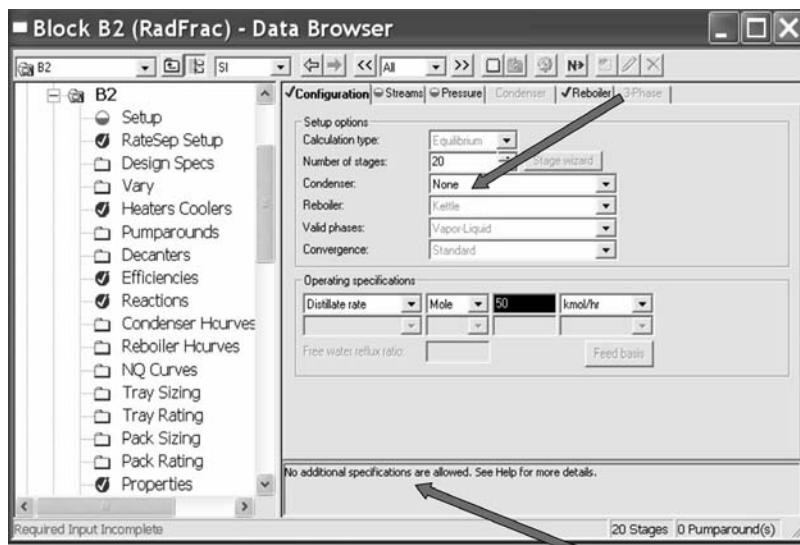 Block B2 (RadFrac) - Data Browser
B2
SI
<<
All
>>
N>
B2
Setup
RateSep Setup
Design Specs
Vary
Heaters Coolers
Pumparounds
Decanters
Efficiencies
Reactions
Condenser Hcurves
Reboiler Hcurves
NQ Curves
Tray Sizing
Tray Rating
Pack Sizing
Pack Rating
Properties
Configuration Streams Pressure Condenser Reboiler 3-Phase
Setup options
Calculation type: Equilibrium
Number of stages: 20 Stage wizard
Condenser: None
Reboiler: Kettle
Valid phases: Vapor-Liquid
Convergence: Standard
Operating specifications
Distillate rate Mole 50 kmol/hr
Free water reflux ratio: Feed basis
No additional specifications are allowed. See Help for more details.
Required Input Incomplete
20 Stages 0 Pumparound(s)